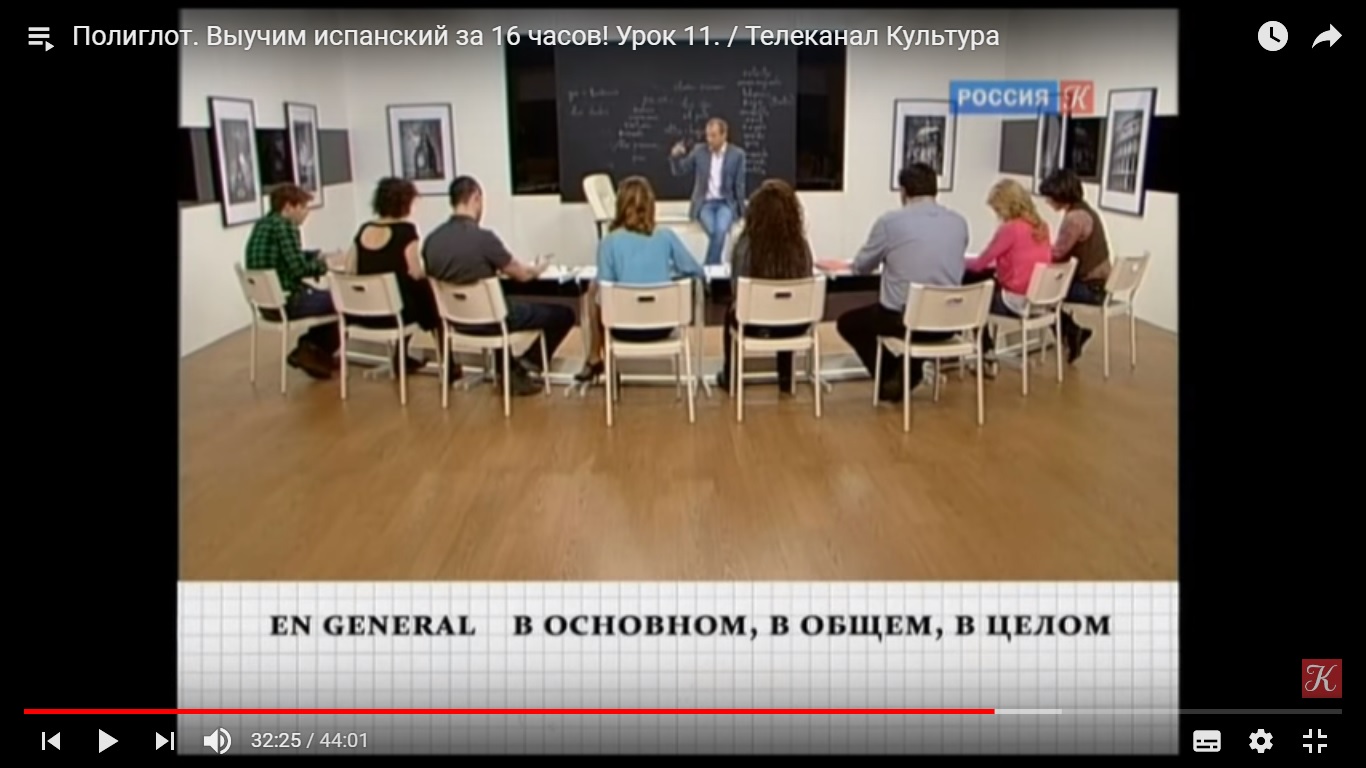 Полиглот. Выучим испанский за 16 часов! Урок 11. / Телеканал Культура
РОССИЯ К
EN GENERAL В ОСНОВНОМ, В ОБЩЕМ, В ЦЕЛОМ
К
32:25 / 44:01